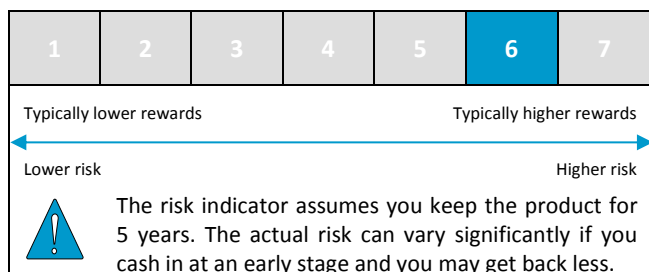 1 2 3 4 5 6 7
Typically lower rewards Typically higher rewards
Lower risk Higher risk
The risk indicator assumes you keep the product for
5 years. The actual risk can vary significantly if you
cash in at an early stage and you may get back less.